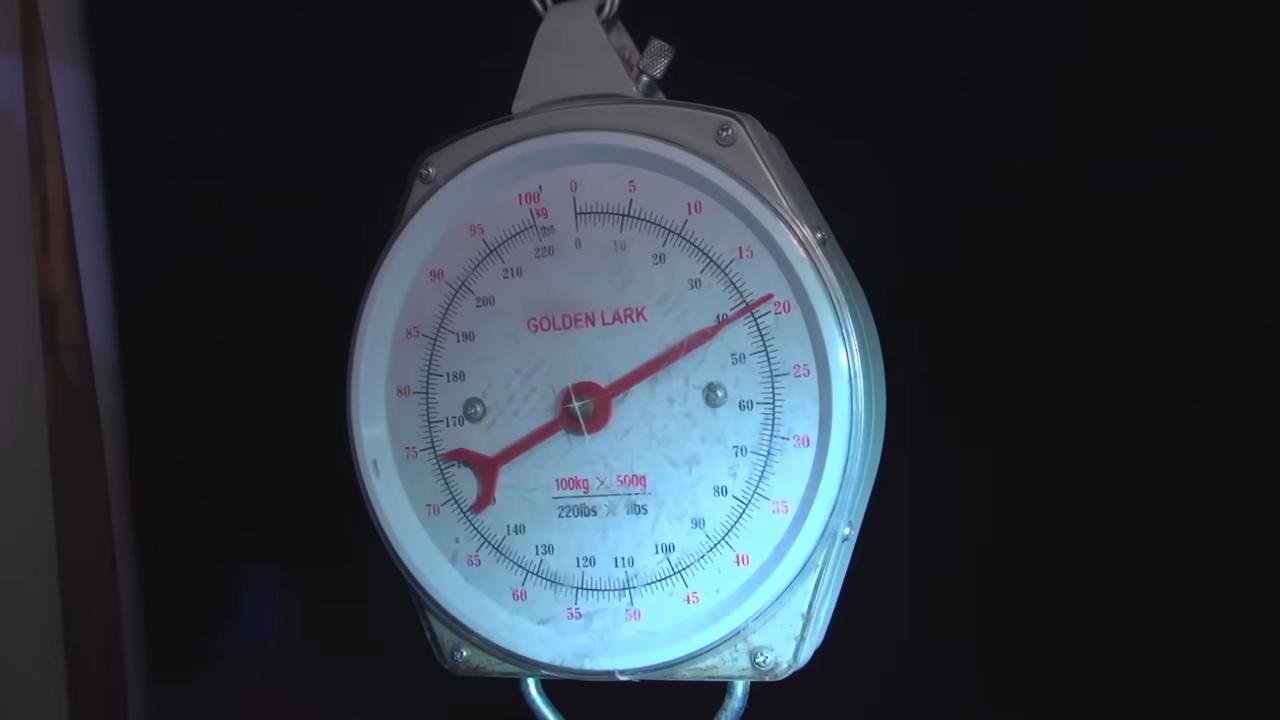 0 5 10 15 20 25 30 35 40 45 50 55 60 65 70 75 80 85 90 95 100
kg
lbs
0 10 20 30 40 50 60 70 80 90 100 110 120 130 140 170 180 190 200 210 220
GOLDEN LARK
100kg × 500g
220lbs × 1lbs